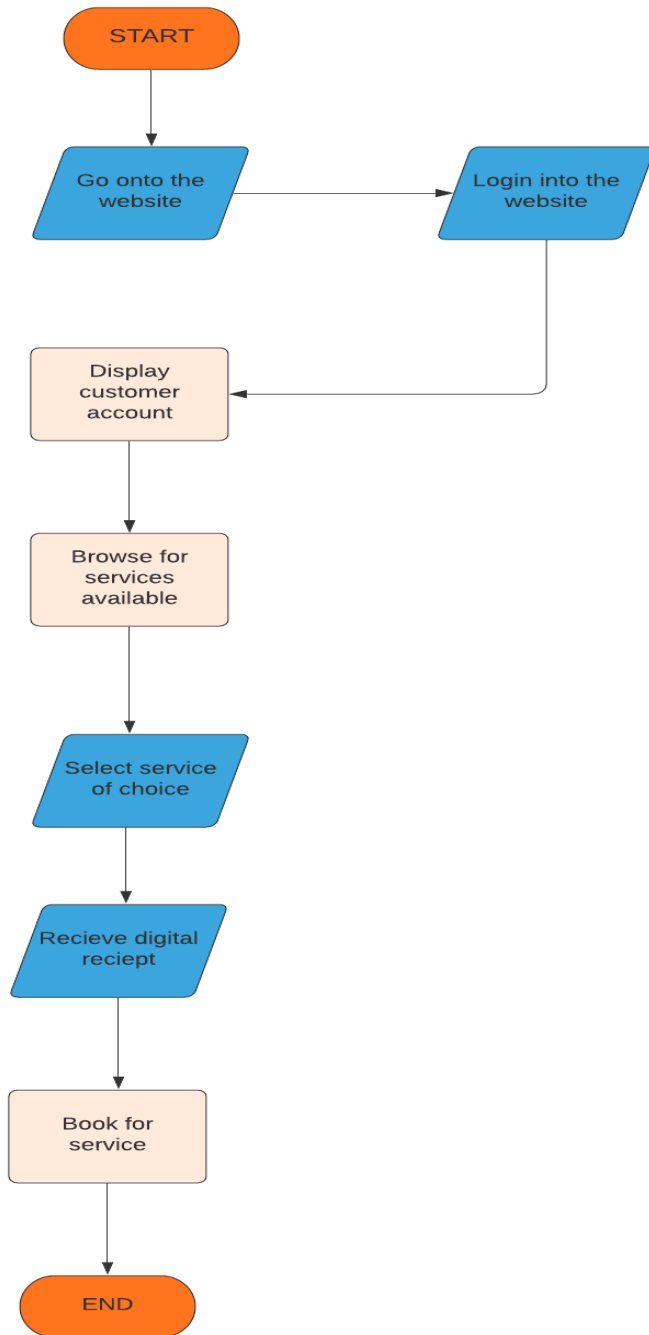 START
Go onto the
website
Login into the
website
Display
customer
account
Browse for
services
available
Select service
of choice
Recieve digital
reciept
Book for
service
END